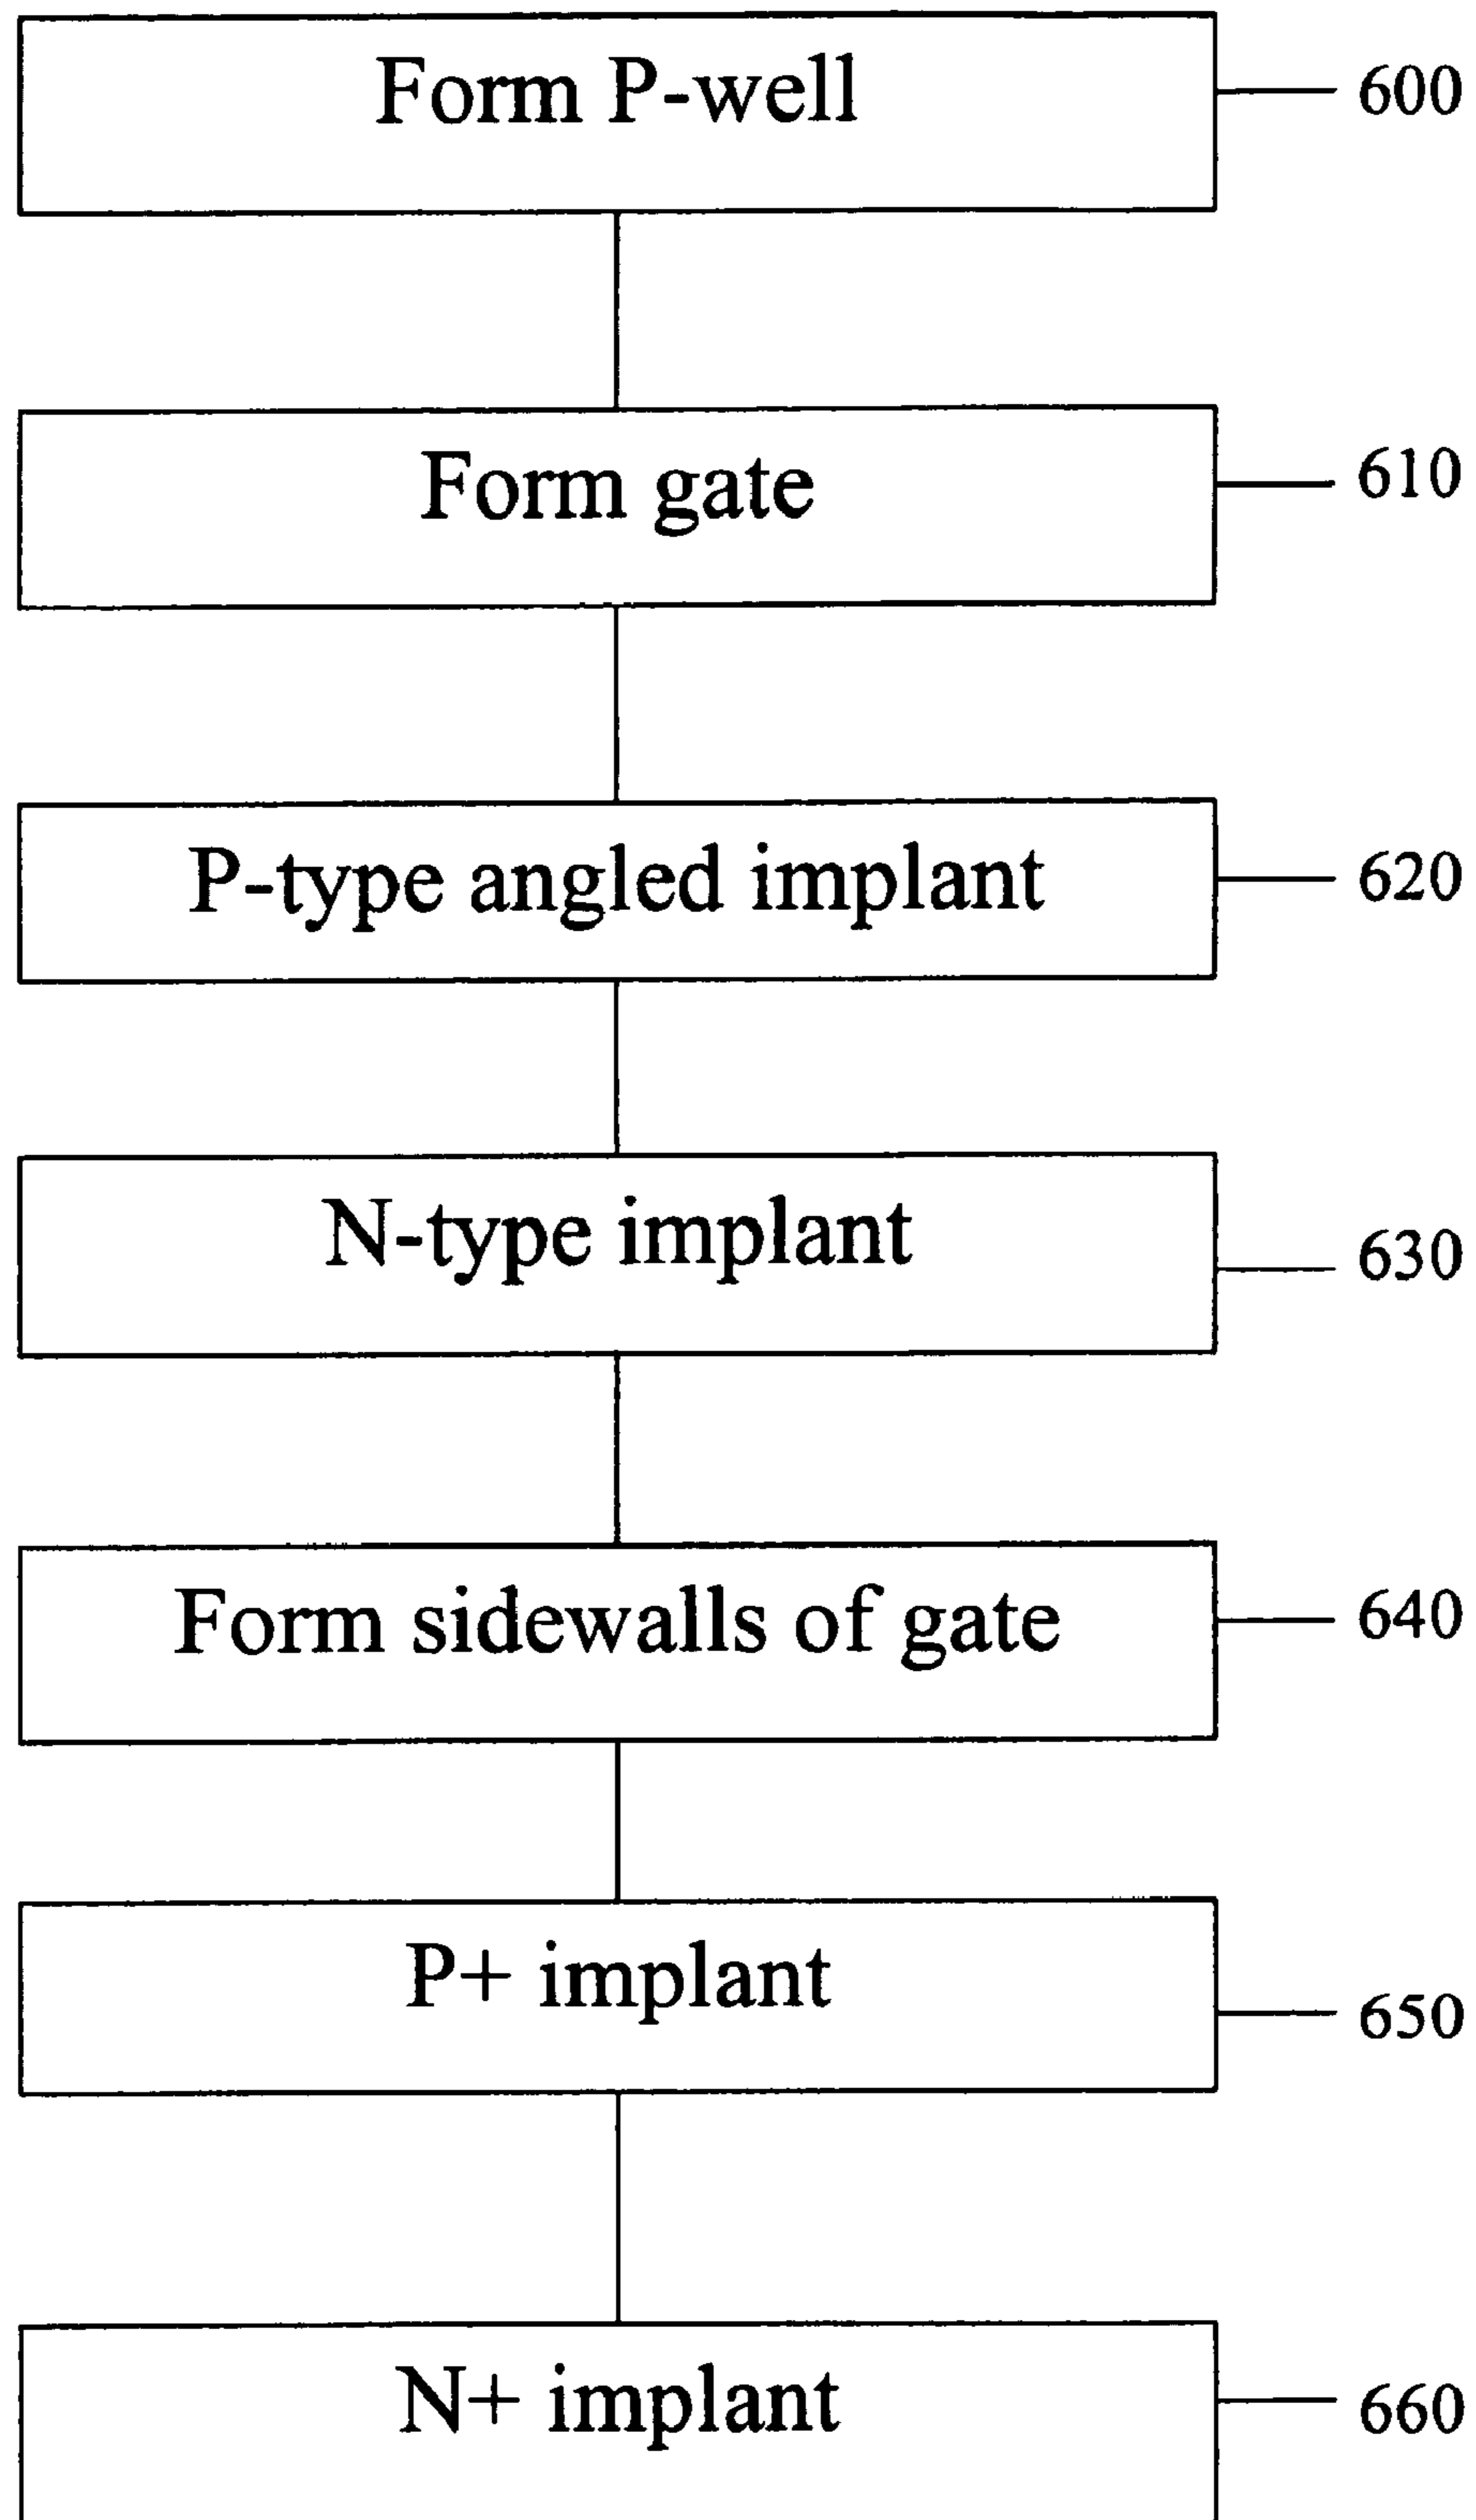 Form P-well 600
Form gate 610
P-type angled implant 620
N-type implant 630
Form sidewalls of gate 640
P+ implant 650
N+ implant 660